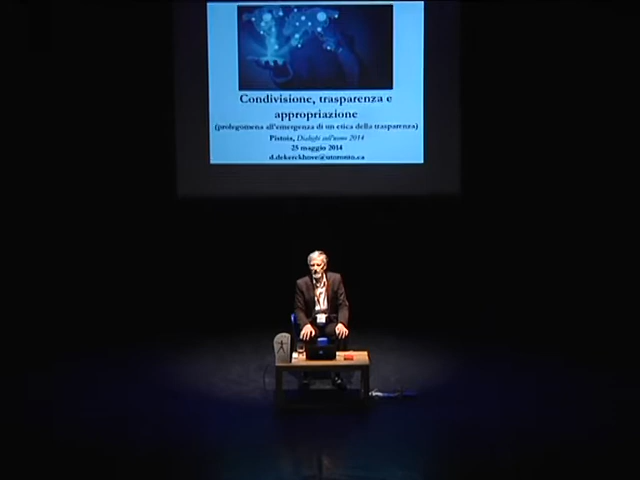 Condivisione, trasparenza e
appropriazione
(prolegomena all'emergenza di un etica della trasparenza)
Pistoia, Dialoghi sull'uomo 2014
25 maggio 2014
d.dekerckhove@utoronto.ca